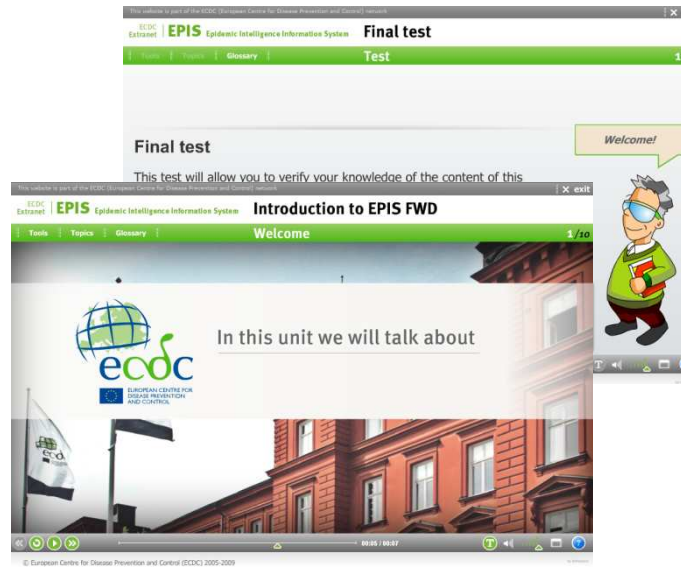 This website is part of the ECDC (European Centre for Disease Prevention and Control) network
X
ECDC Extranet EPIS Epidemic Intelligence Information System Final test
Tools Topics Glossary Test 1
Final test
Welcome!
This test will allow you to verify your knowledge of the content of this
This website is part of the ECDC (European Centre for Disease Prevention and Control) network X exit
ECDC Extranet EPIS Epidemic Intelligence Information System Introduction to EPIS FWD
Tools Topics Glossary Welcome 1/10
In this unit we will talk about
ecdc
EUROPEAN CENTRE FOR
DISEASE PREVENTION
AND CONTROL
ecdc
00:05 / 00:07 T ?
T
© European Centre for Disease Prevention and Control (ECDC) 2005-2009